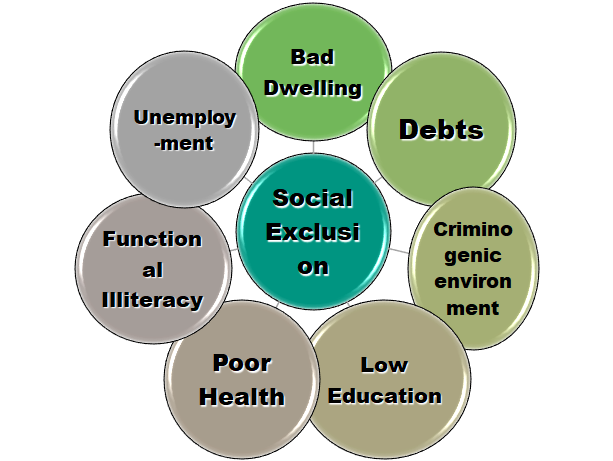 Bad
Dwelling
Debts
Crimino
genic
environ
ment
Low
Education
Poor
Health
Function
al
Illiteracy
Unemploy
-ment
Social
Exclusi
on